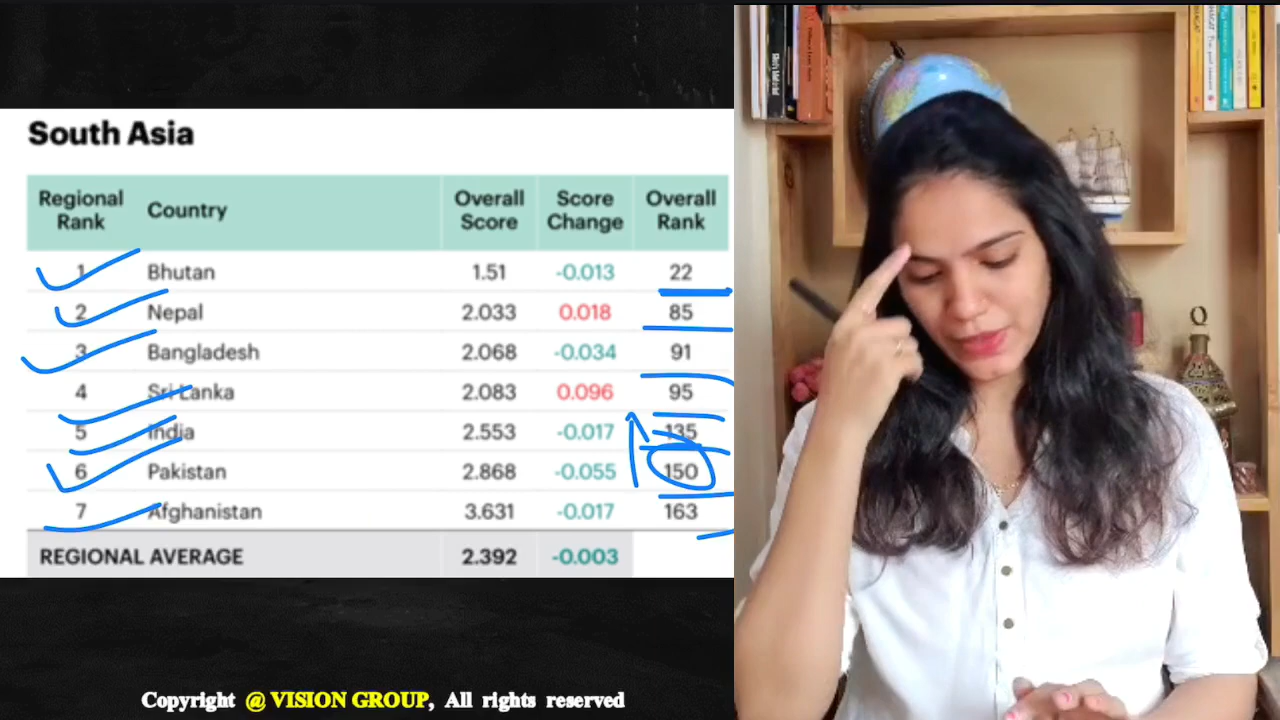 South Asia
Regional Rank Country Overall Score Score Change Overall Rank
1 Bhutan 1.51 -0.013 22
2 Nepal 2.033 0.018 85
3 Bangladesh 2.068 -0.034 91
4 Sri Lanka 2.083 0.096 95
5 India 2.553 -0.017 135
6 Pakistan 2.868 -0.055 150
7 Afghanistan 3.631 -0.017 163
REGIONAL AVERAGE 2.392 -0.003
Copyright @ VISION GROUP, All rights reserved